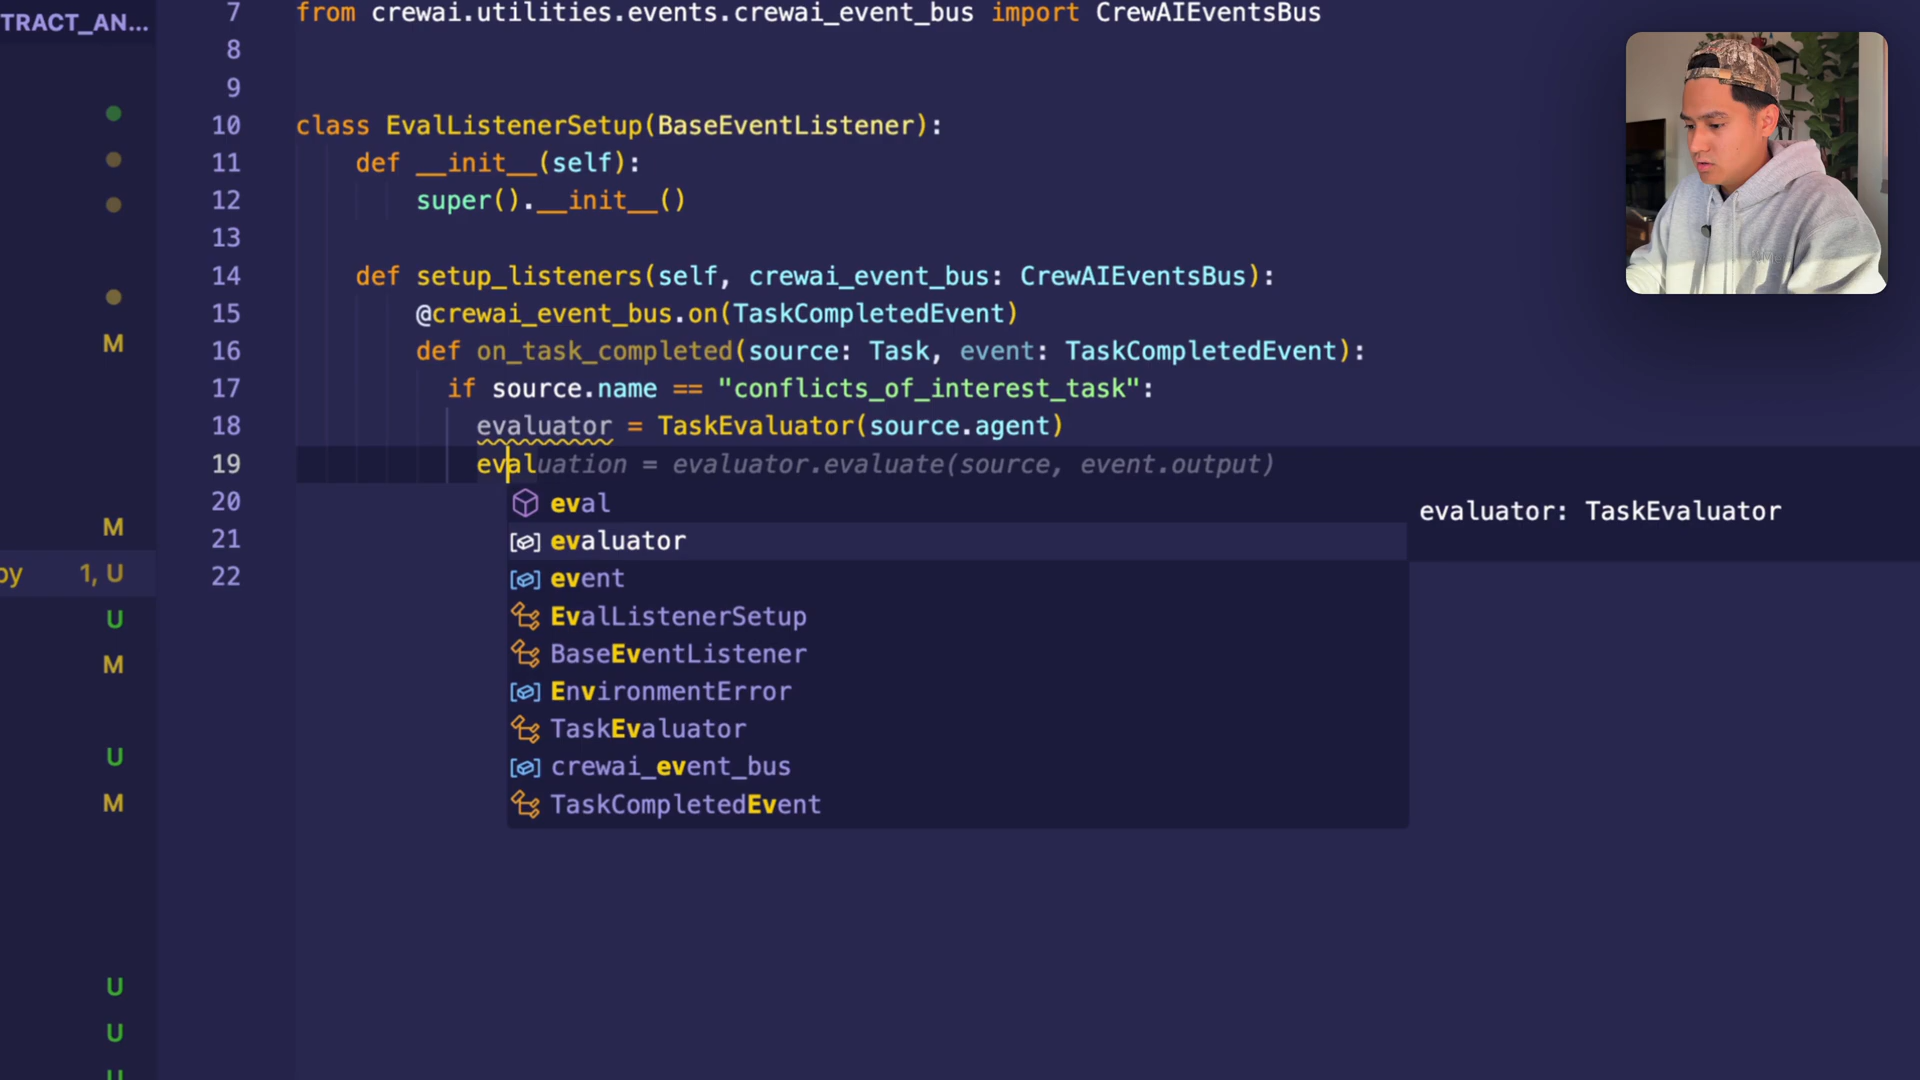 TRACT_AN...
7 from crewai.utilities.events.crewai_event_bus import CrewAIEventsBus
8
9
10 class EvalListenerSetup(BaseEventListener):
11 def __init__(self):
12 super().__init__()
13
14 def setup_listeners(self, crewai_event_bus: CrewAIEventsBus):
15 @crewai_event_bus.on(TaskCompletedEvent)
M 16 def on_task_completed(source: Task, event: TaskCompletedEvent):
17 if source.name == "conflicts_of_interest_task":
18 evaluator = TaskEvaluator(source.agent)
19 evaluation = evaluator.evaluate(source, event.output)
20
M 21
py 1, U 22
eval
evaluator
evaluator: TaskEvaluator
event
U EvalListenerSetup
M BaseEventListener
EnvironmentError
TaskEvaluator
U crewai_event_bus
M TaskCompletedEvent
U
U
U